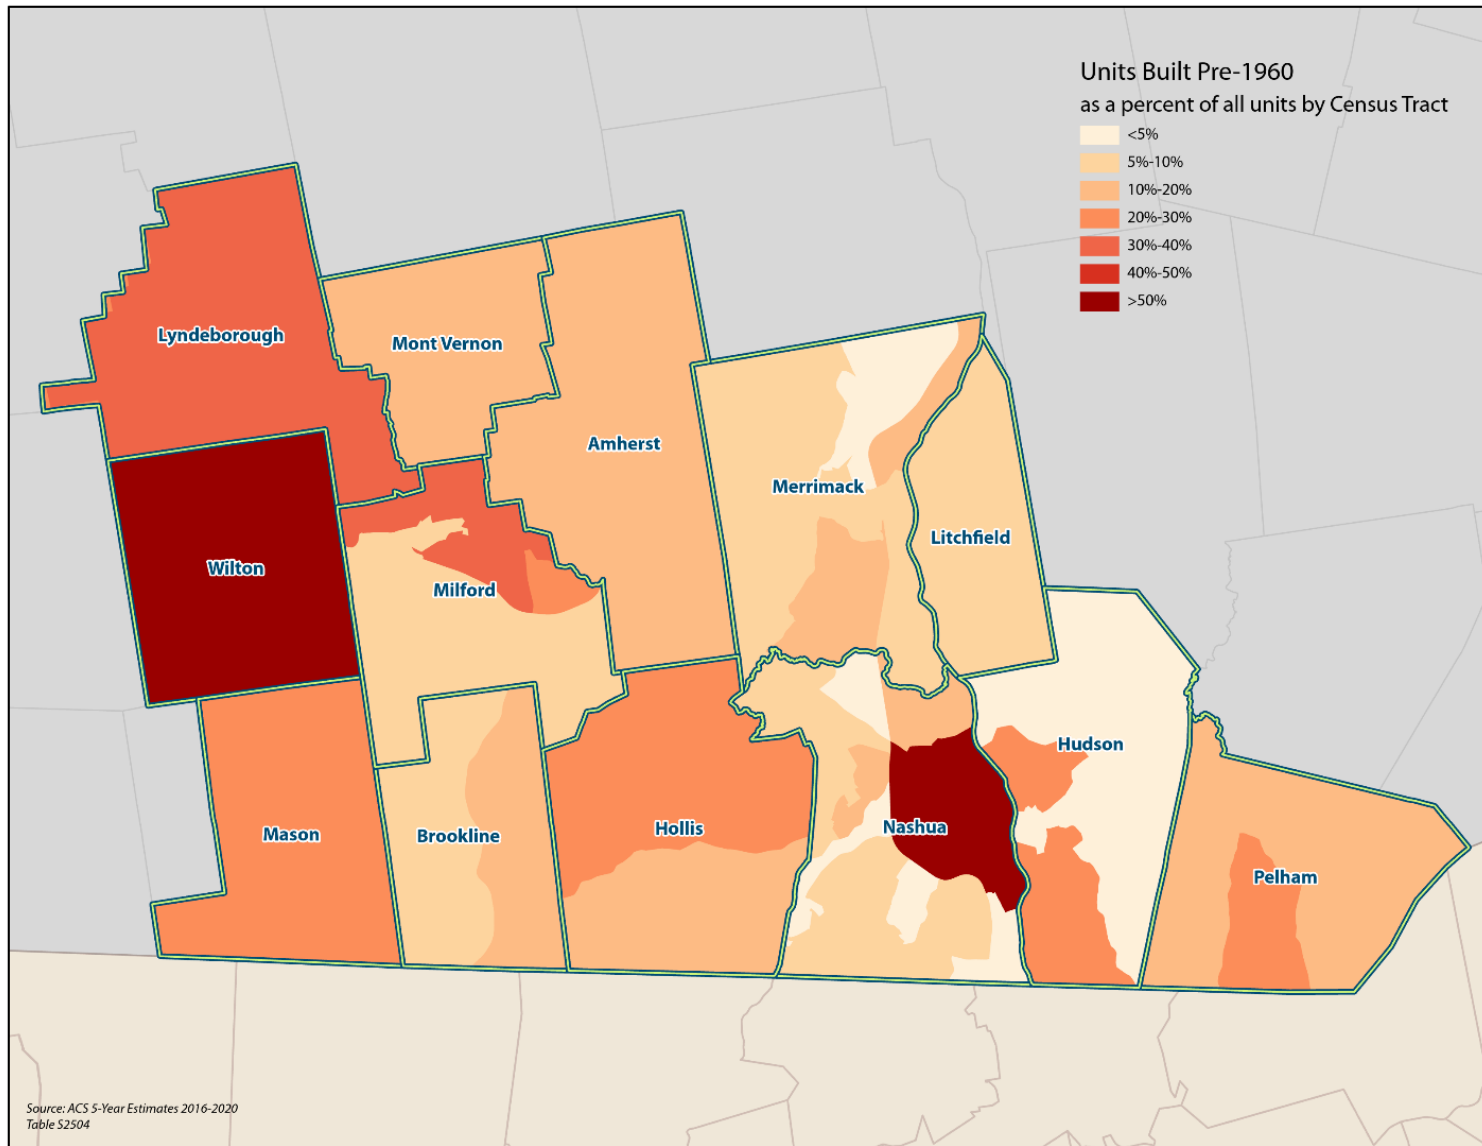 Units Built Pre-1960
as a percent of all units by Census Tract
<5%
5%-10%
10%-20%
20%-30%
30%-40%
40%-50%
>50%
Lyndeborough
Mont Vernon
Amherst
Merrimack
Litchfield
Wilton
Milford
Hudson
Mason
Brookline
Hollis
Nashua
Pelham
Source: ACS 5-Year Estimates 2016-2020
Table S2504